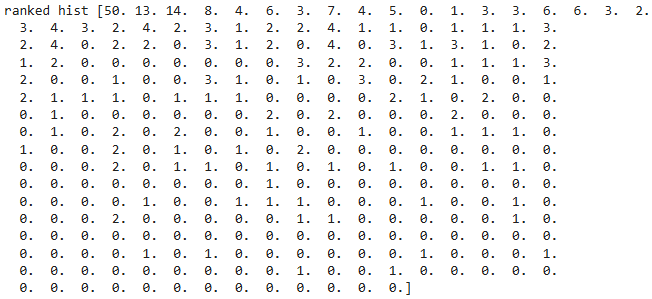 ranked hist [50. 13. 14.  8.  4.  6.  3.  7.  4.  5.  0.  1.  3.  3.  6.  6.  3.  2.
  3.  4.  3.  2.  4.  2.  3.  1.  2.  2.  4.  1.  1.  0.  1.  1.  1.  3.
  2.  4.  0.  2.  2.  0.  3.  1.  2.  0.  4.  0.  3.  1.  3.  1.  0.  2.
  1.  2.  0.  0.  0.  0.  0.  0.  0.  3.  2.  2.  0.  0.  1.  1.  1.  3.
  2.  0.  0.  1.  0.  0.  3.  1.  0.  1.  0.  3.  0.  2.  1.  0.  0.  1.
  2.  1.  1.  1.  0.  1.  1.  1.  0.  0.  0.  0.  2.  1.  0.  2.  0.  0.
  0.  1.  0.  0.  0.  0.  0.  0.  2.  0.  2.  0.  0.  0.  2.  0.  0.  0.
  0.  1.  0.  2.  0.  2.  0.  0.  1.  0.  0.  1.  0.  0.  1.  1.  1.  0.
  1.  0.  0.  2.  0.  1.  0.  1.  0.  2.  0.  0.  0.  0.  0.  0.  0.  0.
  0.  0.  0.  2.  0.  1.  1.  0.  1.  0.  1.  0.  1.  0.  0.  1.  1.  0.
  0.  0.  0.  0.  0.  0.  0.  0.  1.  0.  0.  0.  0.  0.  0.  0.  0.  0.
  0.  0.  0.  0.  1.  0.  0.  1.  1.  1.  0.  0.  0.  1.  0.  0.  1.  0.
  0.  0.  0.  2.  0.  0.  0.  0.  0.  1.  1.  0.  0.  0.  0.  0.  1.  0.
  0.  0.  0.  0.  0.  0.  0.  0.  0.  0.  0.  0.  0.  0.  0.  0.  0.  0.
  0.  0.  0.  0.  1.  0.  1.  0.  0.  0.  0.  0.  0.  1.  0.  0.  0.  1.
  0.  0.  0.  0.  0.  0.  0.  0.  0.  1.  0.  0.  1.  0.  0.  0.  0.  0.
  0.  0.  0.  0.  0.  0.  0.  0.  0.  0.  0.  0.  0.]